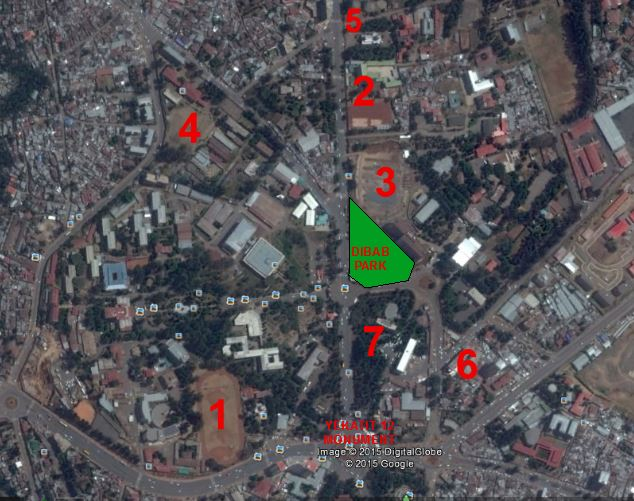 5
2
4
3
DIBAB
PARK
7
6
1
YEKATIT 12
MONUMENT
Image © 2015 DigitalGlobe
© 2015 Google